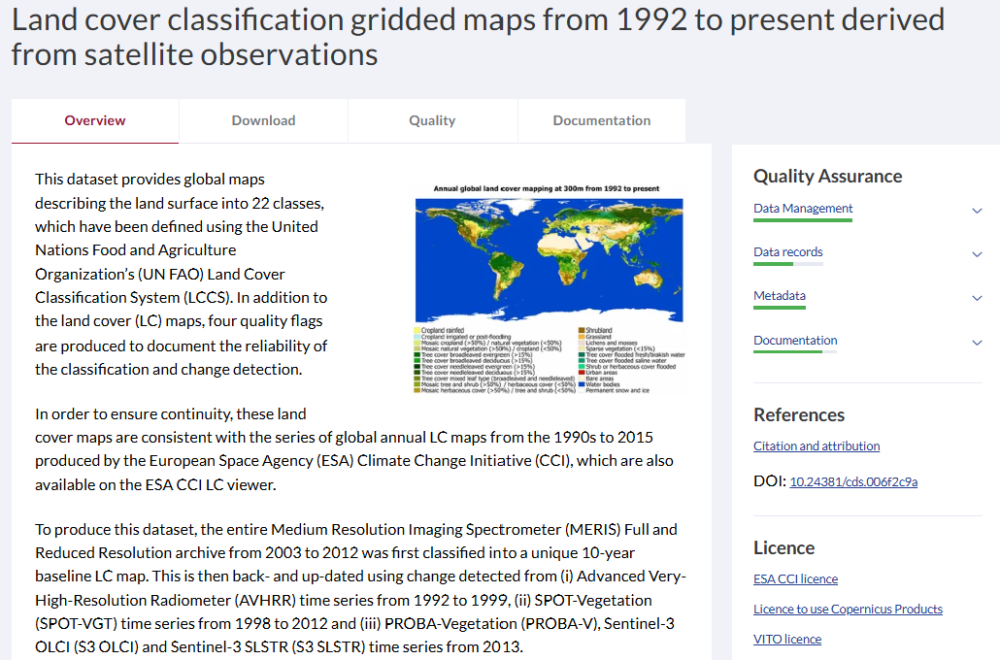 Land cover classification gridded maps from 1992 to present derived
from satellite observations
Overview
Download
Quality
Documentation
This dataset provides global maps
describing the land surface into 22 classes,
which have been defined using the United
Nations Food and Agriculture
Organization's (UN FAO) Land Cover
Classification System (LCCS). In addition to
the land cover (LC) maps, four quality flags
are produced to document the reliability of
the classification and change detection.
Annual global land cover mapping at 300m from 1992 to present
Cropland rainfed
Cropland irrigated or post-flooding
Mosaic cropland (>50%) / natural vegetation (<50%)
Mosaic natural vegetation (>50%) / cropland (<50%)
Tree cover broadleaved evergreen (>15%)
Tree cover broadleaved deciduous (>15%)
Tree cover needleleaved evergreen (>15%)
Tree cover needleleaved deciduous (>15%)
Tree cover mixed leaf type (broadleaved and needleleaved)
Mosaic tree and shrub (>50%) / herbaceous cover (<50%)
Mosaic herbaceous cover (>50%) / tree and shrub (<50%)
Shrubland
Grassland
Lichens and mosses
Sparse vegetation (<15%)
Tree cover flooded fresh/brakish water
Tree cover flooded saline water
Shrub or herbaceous cover flooded
Urban areas
Bare areas
Water bodies
Permanent snow and ice
In order to ensure continuity, these land
cover maps are consistent with the series of global annual LC maps from the 1990s to 2015
produced by the European Space Agency (ESA) Climate Change Initiative (CCI), which are also
available on the ESA CCI LC viewer.
To produce this dataset, the entire Medium Resolution Imaging Spectrometer (MERIS) Full and
Reduced Resolution archive from 2003 to 2012 was first classified into a unique 10-year
baseline LC map. This is then back- and up-dated using change detected from (i) Advanced Very-
High-Resolution Radiometer (AVHRR) time series from 1992 to 1999, (ii) SPOT-Vegetation
(SPOT-VGT) time series from 1998 to 2012 and (iii) PROBA-Vegetation (PROBA-V), Sentinel-3
OLCI (S3 OLCI) and Sentinel-3 SLSTR (S3 SLSTR) time series from 2013.
Quality Assurance
Data Management
Data records
Metadata
Documentation
References
Citation and attribution
DOI: 10.24381/cds.006f2c9a
Licence
ESA CCI licence
Licence to use Copernicus Products
VITO licence